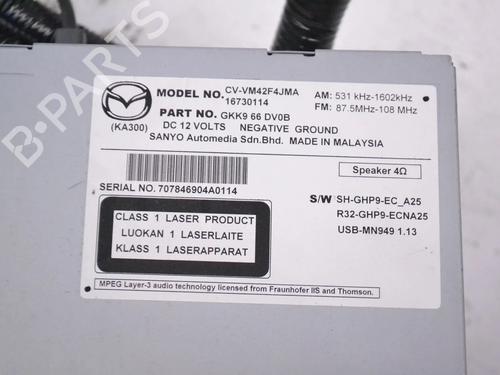 MODEL NO. CV-VM42F4JMA
16730114
AM: 531 kHz-1602kHz
FM: 87.5MHz-108 MHz
PART NO. GKK9 66 DV0B
(KA300)
DC 12 VOLTS NEGATIVE GROUND
SANYO Automedia Sdn.Bhd. MADE IN MALAYSIA
Speaker 4Ω
SERIAL NO. 707846904A0114
S/W SH-GHP9-EC_A25
R32-GHP9-ECNA25
USB-MN949 1.13
CLASS 1 LASER PRODUCT
LUOKAN 1 LASERLAITE
KLASS 1 LASERAPPARAT
MPEG Layer-3 audio technology licensed from Fraunhofer IIS and Thomson.
B-PARTS